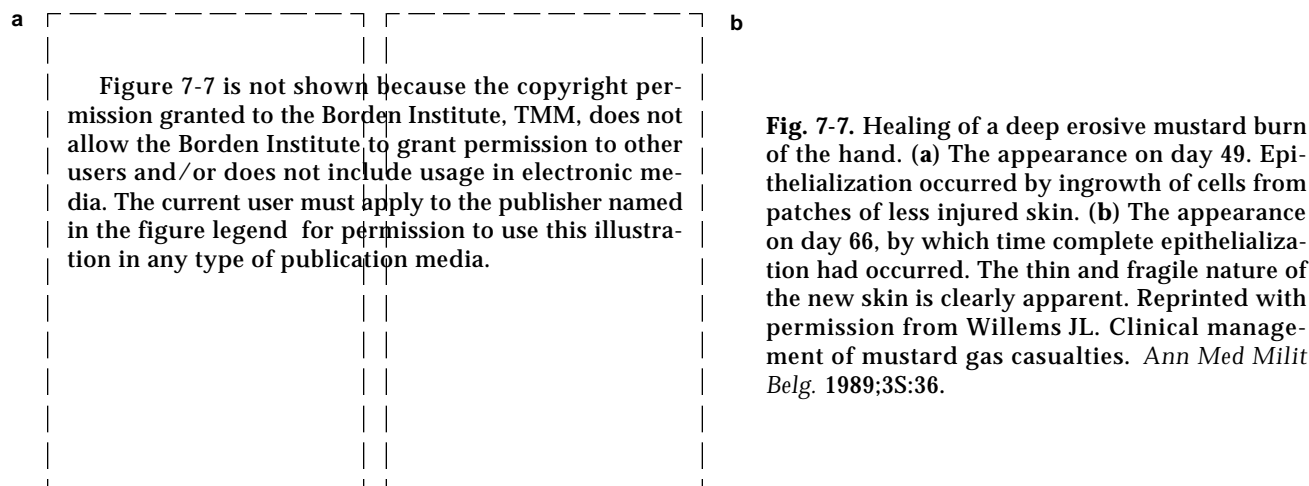 a
Figure 7-7 is not shown because the copyright per-
mission granted to the Borden Institute, TMM, does not
allow the Borden Institute to grant permission to other
users and/or does not include usage in electronic me-
dia. The current user must apply to the publisher named
in the figure legend for permission to use this illustra-
tion in any type of publication media.
b
Fig. 7-7. Healing of a deep erosive mustard burn
of the hand. (a) The appearance on day 49. Epi-
thelialization occurred by ingrowth of cells from
patches of less injured skin. (b) The appearance
on day 66, by which time complete epithelializa-
tion had occurred. The thin and fragile nature of
the new skin is clearly apparent. Reprinted with
permission from Willems JL. Clinical manage-
ment of mustard gas casualties. Ann Med Milit
Belg. 1989;3S:36.